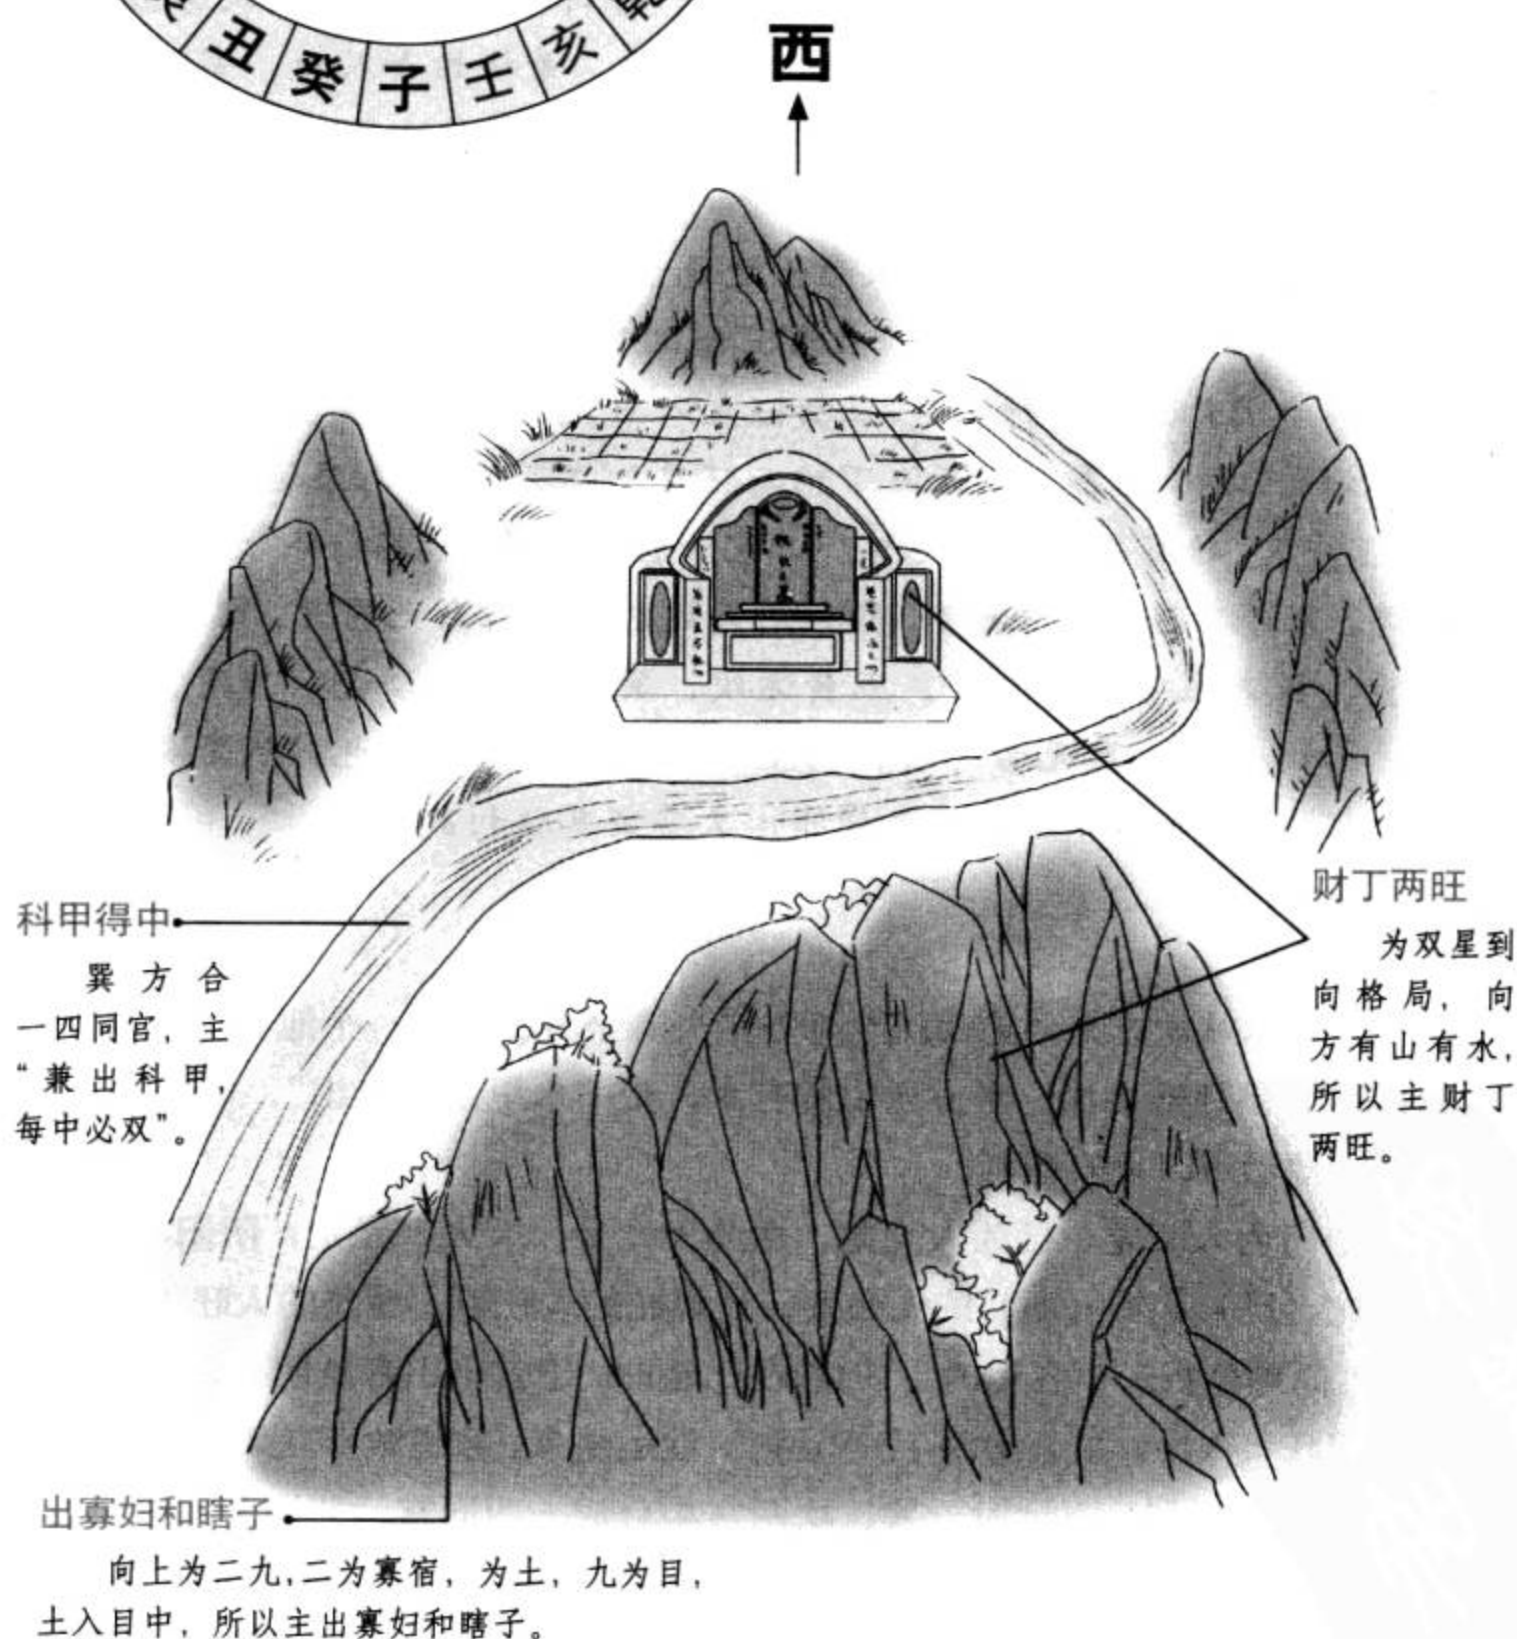 丑 癸 子 壬 亥
西
科甲得中
巽方合
一四同宫，主
“兼出科甲，
每中必双”。
财丁两旺
为双星到
向格局，向
方有山有水，
所以主财丁
两旺。
出寡妇和瞎子
向上为二九，二为寡宿，为土，九为目，
土入目中，所以主出寡妇和瞎子。